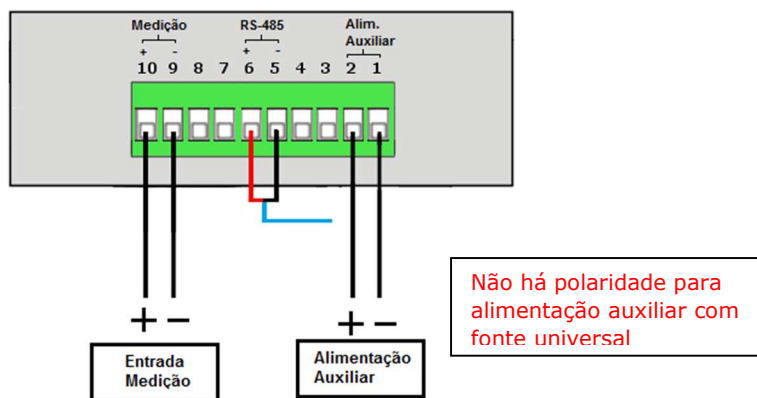 Medição RS-485 Alim.
Auxiliar
+ - + -
10 9 8 7 6 5 4 3 2 1
+ - + -
Entrada
Medição
Alimentação
Auxiliar
Não há polaridade para
alimentação auxiliar com
fonte universal